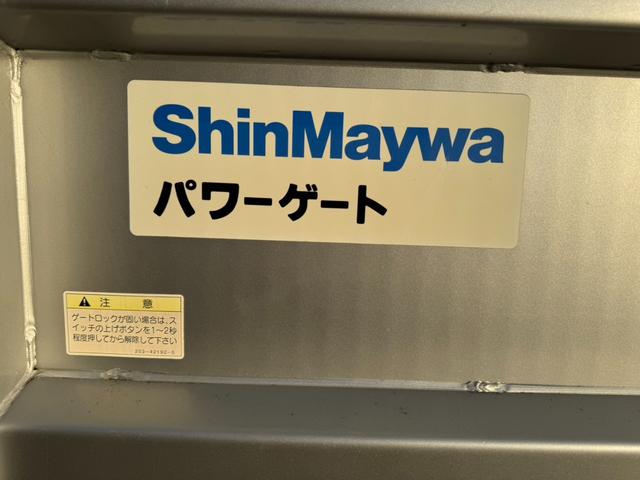 ShinMaywa
パワーゲート
注　意
ゲートロックが固い場合は、ス
イッチの上げボタンを1～2秒
程度押してから解除して下さい